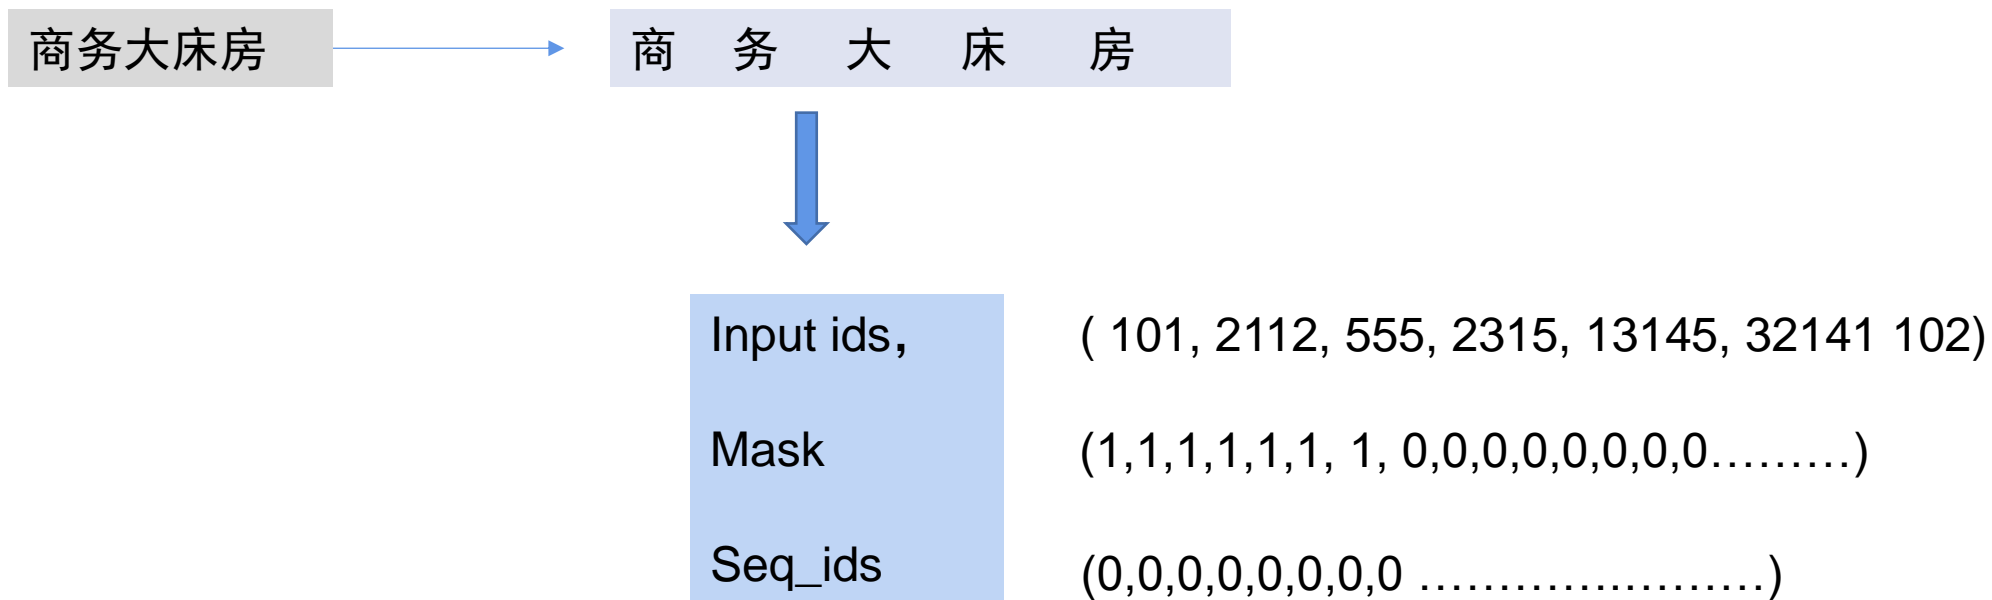 商务大床房
商 务 大 床 房
Input ids， ( 101, 2112, 555, 2315, 13145, 32141 102)
Mask (1,1,1,1,1,1, 1, 0,0,0,0,0,0,0,0………)
Seq_ids (0,0,0,0,0,0,0,0 ………….………)